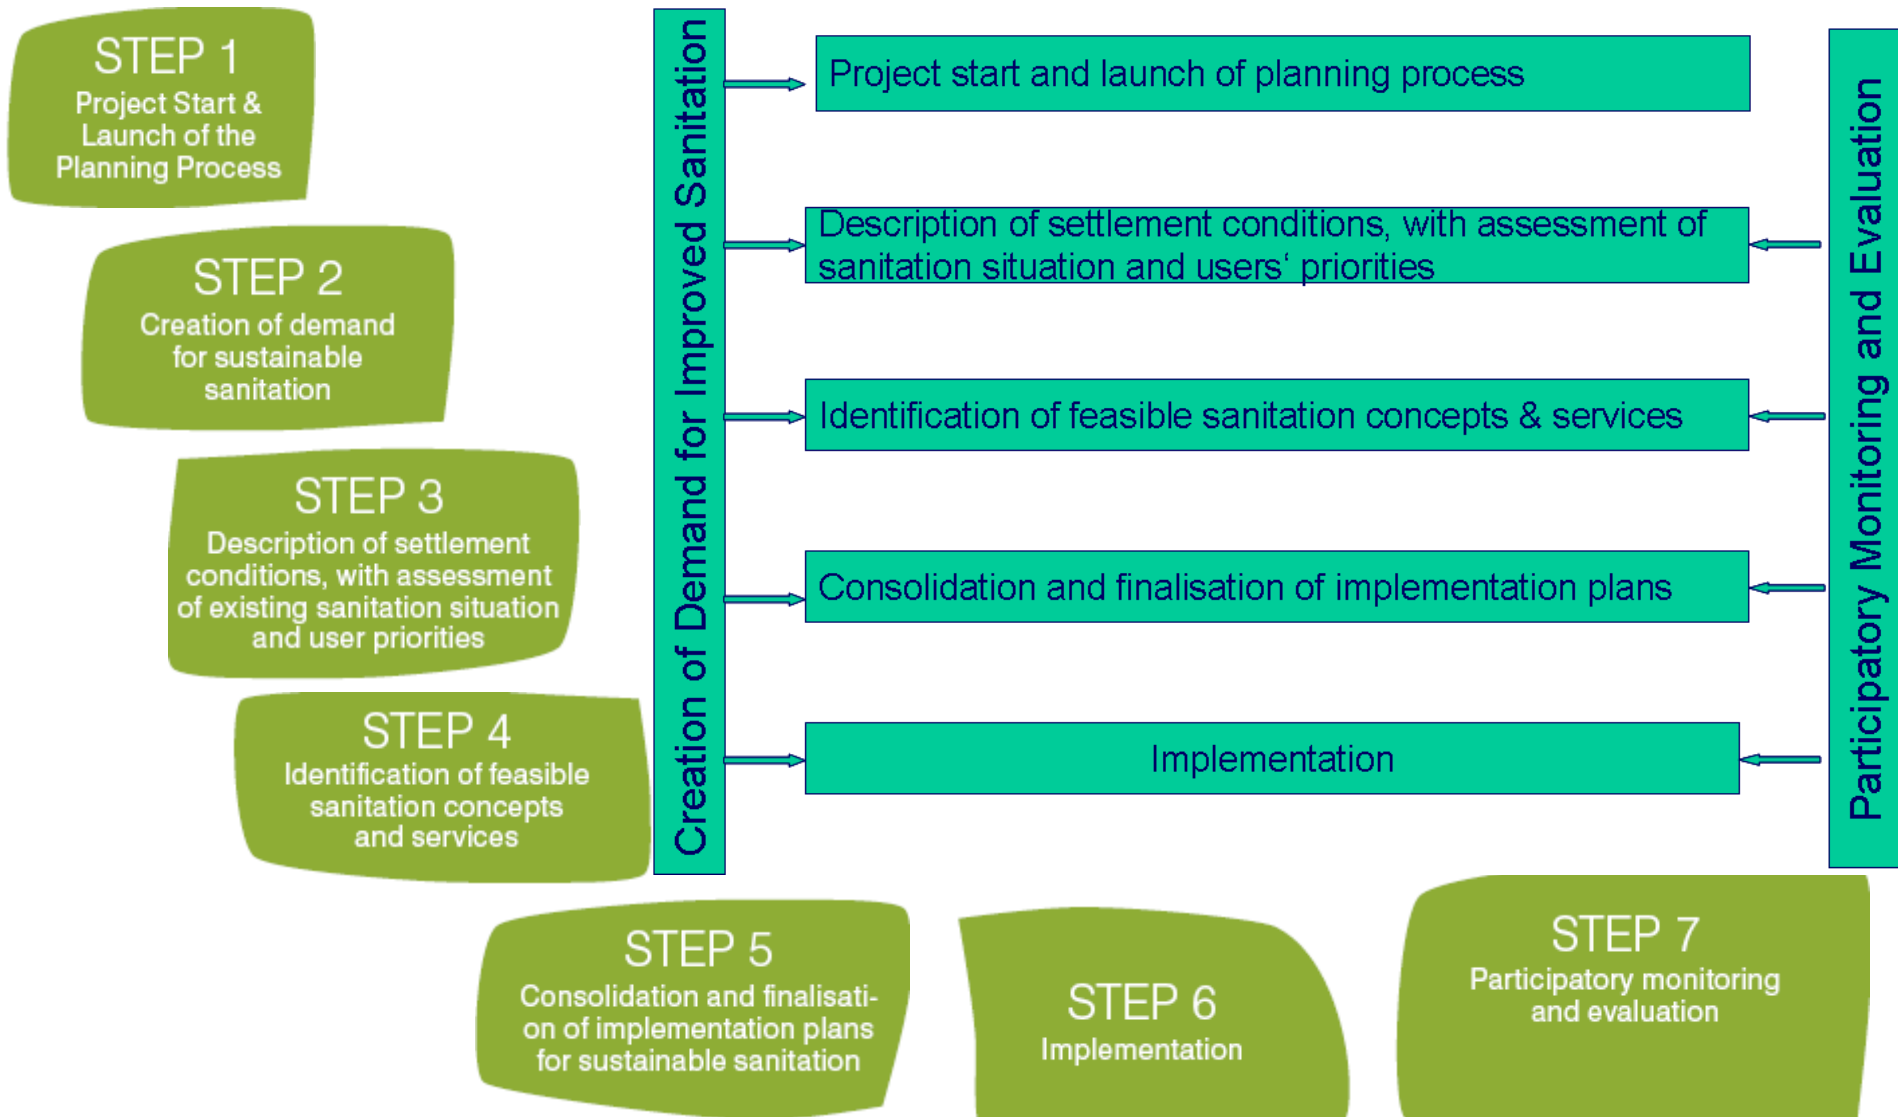 STEP 1
Project Start &
Launch of the
Planning Process
STEP 2
Creation of demand
for sustainable
sanitation
STEP 3
Description of settlement
conditions, with assessment
of existing sanitation situation
and user priorities
STEP 4
Identification of feasible
sanitation concepts
and services
Creation of Demand for Improved Sanitation
Project start and launch of planning process
Description of settlement conditions, with assessment of
sanitation situation and users‘ priorities
Identification of feasible sanitation concepts & services
Consolidation and finalisation of implementation plans
Implementation
Participatory Monitoring and Evaluation
STEP 5
Consolidation and finalisati-
on of implementation plans
for sustainable sanitation
STEP 6
Implementation
STEP 7
Participatory monitoring
and evaluation